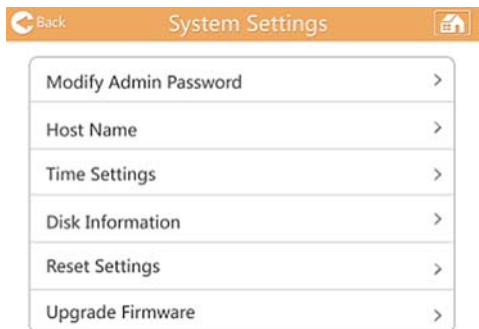 Back System Settings
Modify Admin Password
Host Name
Time Settings
Disk Information
Reset Settings
Upgrade Firmware